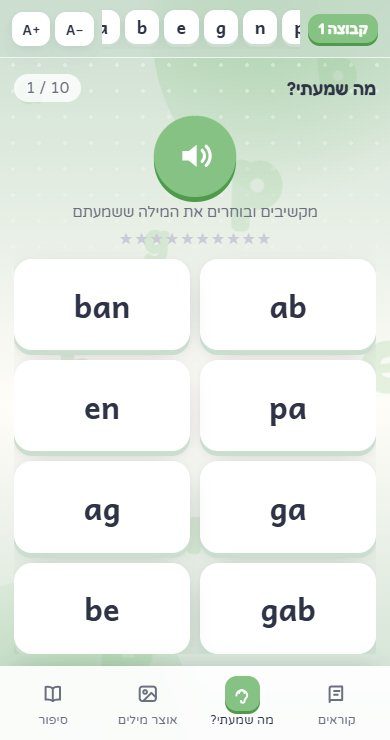 קבוצה 1 p n g e b a A− A+
מה שמעתי? 1 / 10
מקשיבים ובוחרים את המילה ששמעתם
ab ban
pa en
ga ag
gab be
קוראים מה שמעתי? אוצר מילים סיפור